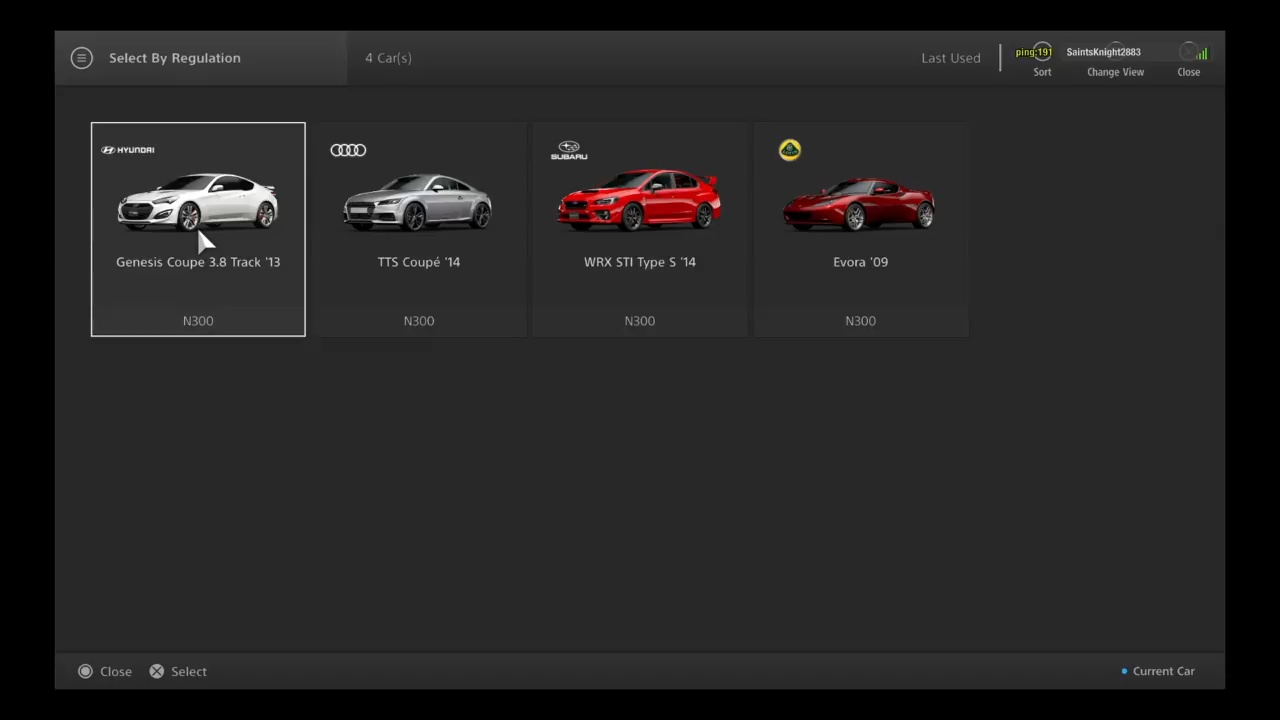 Select By Regulation
4 Car(s)
Last Used
ping:191
SaintsKnight2883
Sort
Change View
Close
HYUNDAI
Genesis Coupe 3.8 Track '13
N300
TTS Coupé '14
N300
SUBARU
WRX STI Type S '14
N300
Evora '09
N300
Close
Select
Current Car